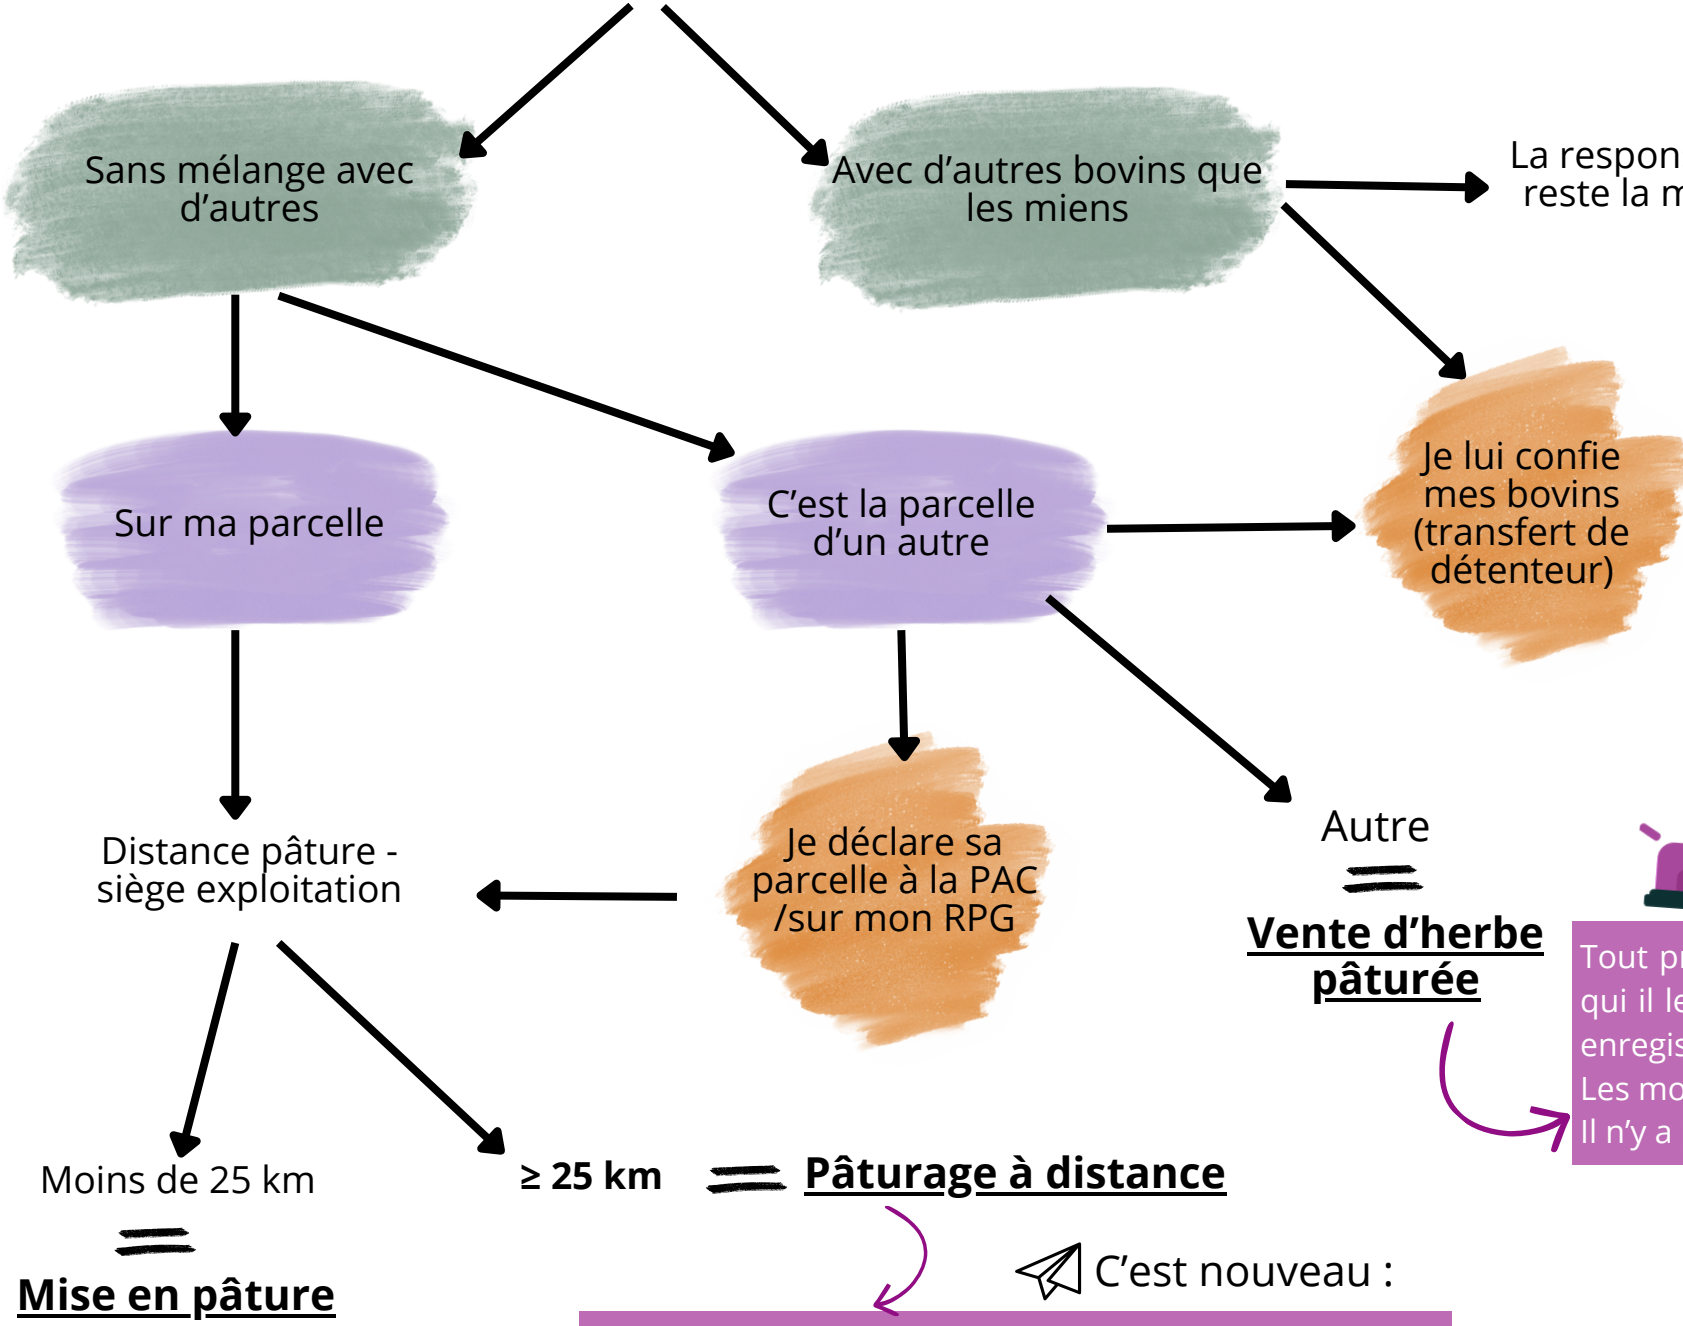 Sans mélange avec
d’autres
Avec d’autres bovins que
les miens
La respon
reste la m
Sur ma parcelle
C’est la parcelle
d’un autre
Je lui confie
mes bovins
(transfert de
détenteur)
Distance pâture -
siège exploitation
Je déclare sa
parcelle à la PAC
/sur mon RPG
Autre
Vente d’herbe
pâturée
Tout pr
qui il le
enregis
Les mo
Il n’y a
Moins de 25 km
Mise en pâture
≥ 25 km
Pâturage à distance
C’est nouveau :